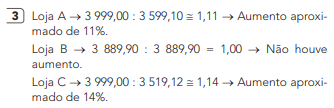 3 Loja A → 3 999,00 : 3 599,10 ≅ 1,11 → Aumento aproxi-
mado de 11%.
Loja B → 3 889,90 : 3 889,90 = 1,00 → Não houve
aumento.
Loja C → 3 999,00 : 3 519,12 ≅ 1,14 → Aumento aproxi-
mado de 14%.